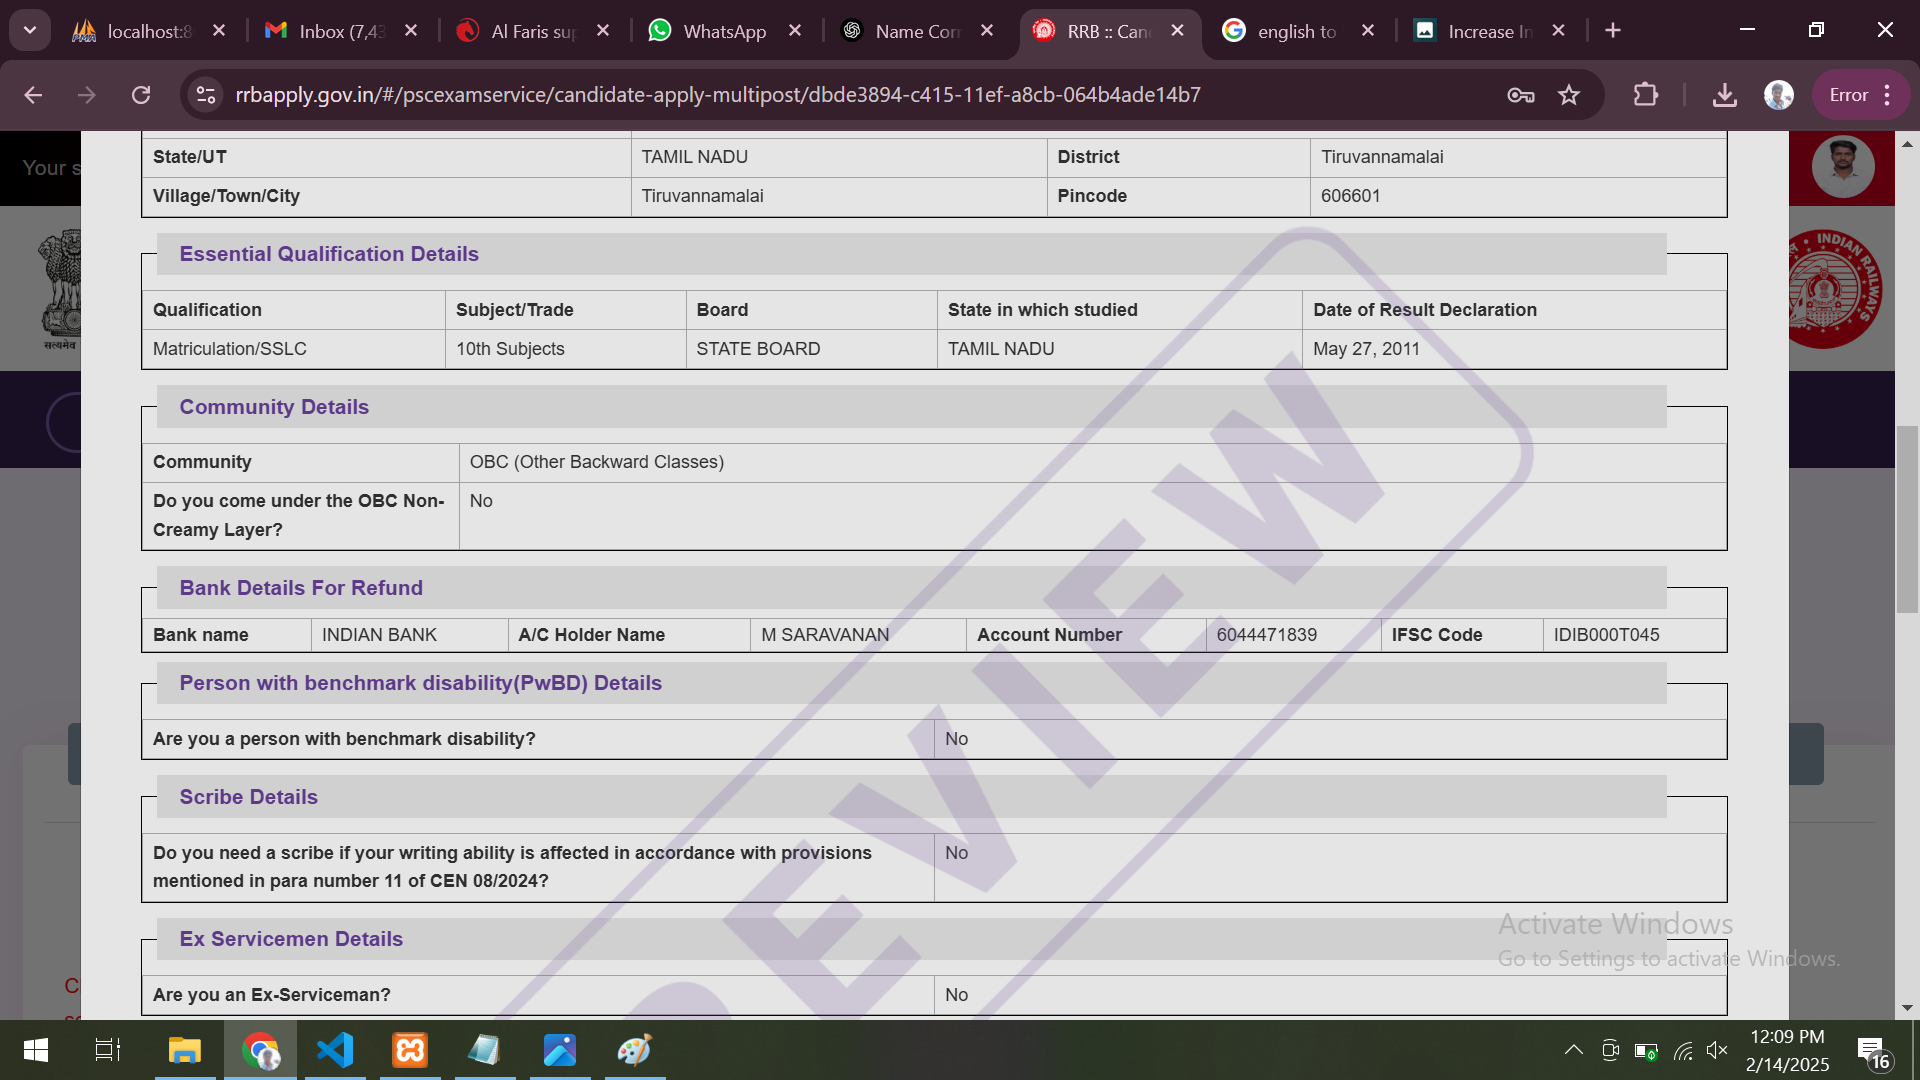 localhost:8
Inbox (7,43
Al Faris sup
WhatsApp
Name Corr
RRB :: Canc
english to
Increase In
rrbapply.gov.in/#/pscexamservice/candidate-apply-multipost/dbde3894-c415-11ef-a8cb-064b4ade14b7
Error
Your s
State/UT TAMIL NADU District Tiruvannamalai
Village/Town/City Tiruvannamalai Pincode 606601
Essential Qualification Details
Qualification Subject/Trade Board State in which studied Date of Result Declaration
Matriculation/SSLC 10th Subjects STATE BOARD TAMIL NADU May 27, 2011
Community Details
Community OBC (Other Backward Classes)
Do you come under the OBC Non- No
Creamy Layer?
Bank Details For Refund
Bank name INDIAN BANK A/C Holder Name M SARAVANAN Account Number 6044471839 IFSC Code IDIB000T045
Person with benchmark disability(PwBD) Details
Are you a person with benchmark disability? No
Scribe Details
Do you need a scribe if your writing ability is affected in accordance with provisions No
mentioned in para number 11 of CEN 08/2024?
Ex Servicemen Details
Are you an Ex-Serviceman? No
REVIEW
सत्यमेव
INDIAN RAILWAYS
Activate Windows
Go to Settings to activate Windows.
12:09 PM
2/14/2025
16